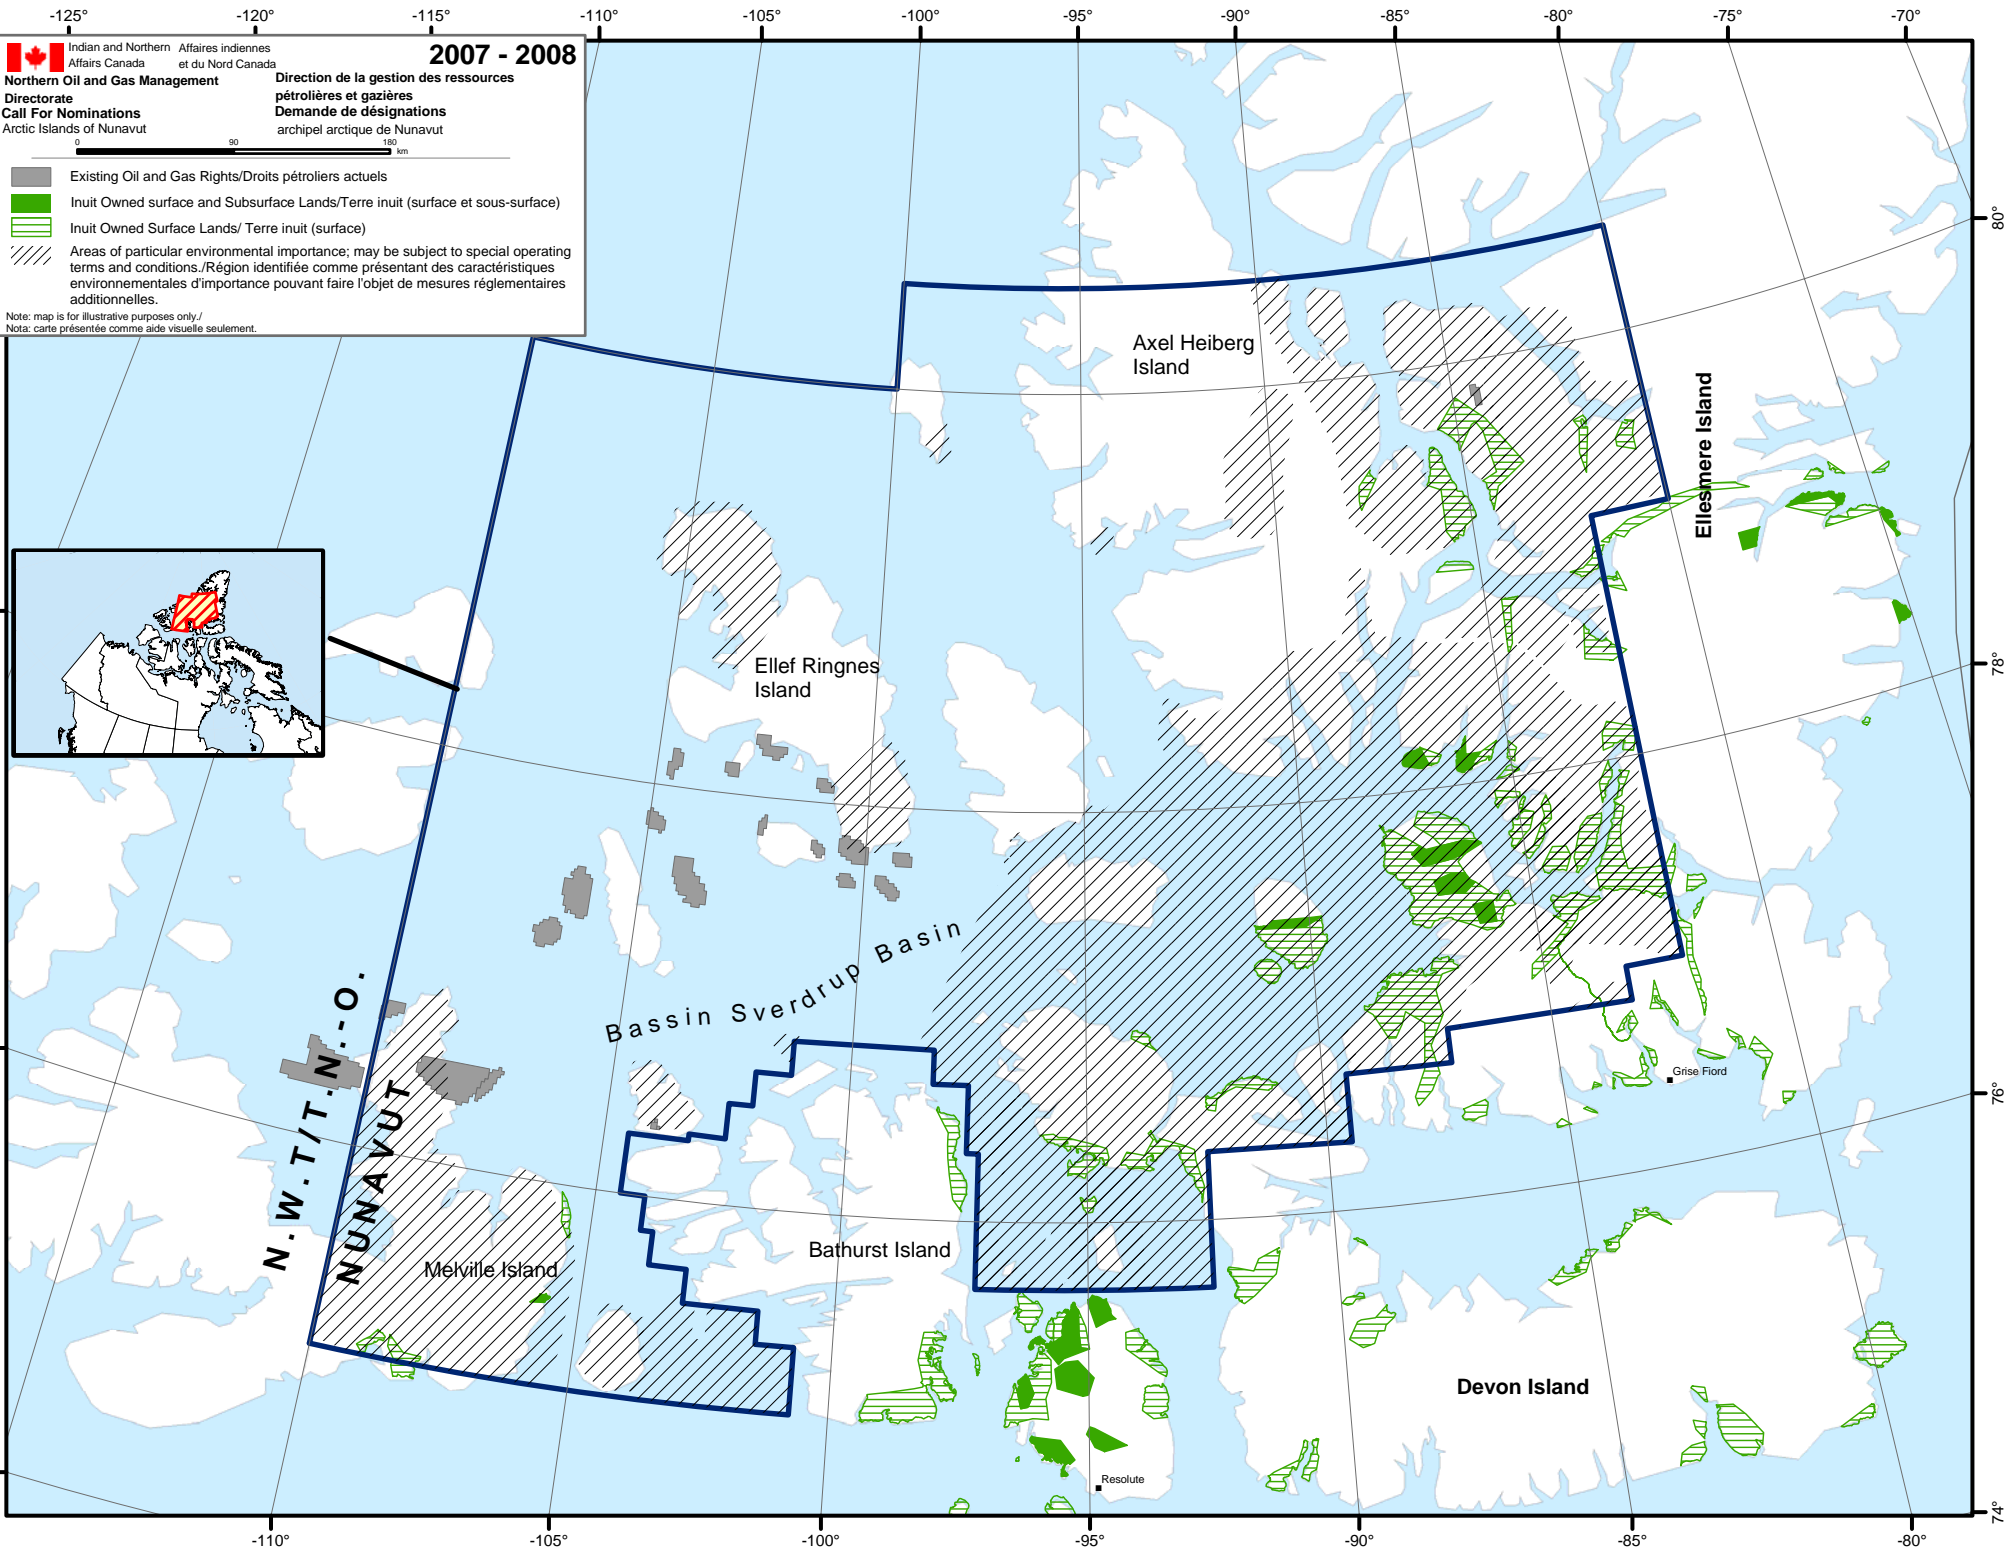 -125°
-120°
-115°
-110°
-105°
-100°
-95°
-90°
-85°
-80°
-75°
-70°
Indian and Northern Affairs Canada
Affaires indiennes et du Nord Canada
2007 - 2008
Northern Oil and Gas Management Directorate
Direction de la gestion des ressources pétrolières et gazières
Call For Nominations
Demande de désignations
Arctic Islands of Nunavut
archipel arctique de Nunavut
0 90 180
km
Existing Oil and Gas Rights/Droits pétroliers actuels
Inuit Owned surface and Subsurface Lands/Terre inuit (surface et sous-surface)
Inuit Owned Surface Lands/ Terre inuit (surface)
Areas of particular environmental importance; may be subject to special operating
terms and conditions./Région identifiée comme présentant des caractéristiques
environnementales d'importance pouvant faire l'objet de mesures réglementaires
additionnelles.
Note: map is for illustrative purposes only./
Nota: carte présentée comme aide visuelle seulement.
80°
Axel Heiberg
Island
Ellesmere Island
Ellef Ringnes
Island
78°
Bassin Sverdrup Basin
N.W.T/T.N.-O.
NUNAVUT
Grise Fiord
76°
Bathurst Island
Melville Island
Devon Island
Resolute
74°
-110°
-105°
-100°
-95°
-90°
-85°
-80°